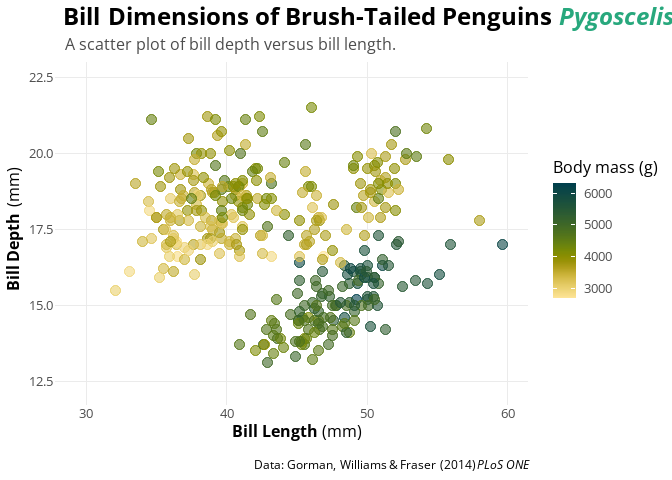 Bill Dimensions of Brush-Tailed Penguins Pygoscelis
A scatter plot of bill depth versus bill length.
22.5
20.0
17.5
15.0
12.5
Bill Depth (mm)
30 40 50 60
Bill Length (mm)
Body mass (g)
6000
5000
4000
3000
Data: Gorman, Williams & Fraser (2014) PLoS ONE